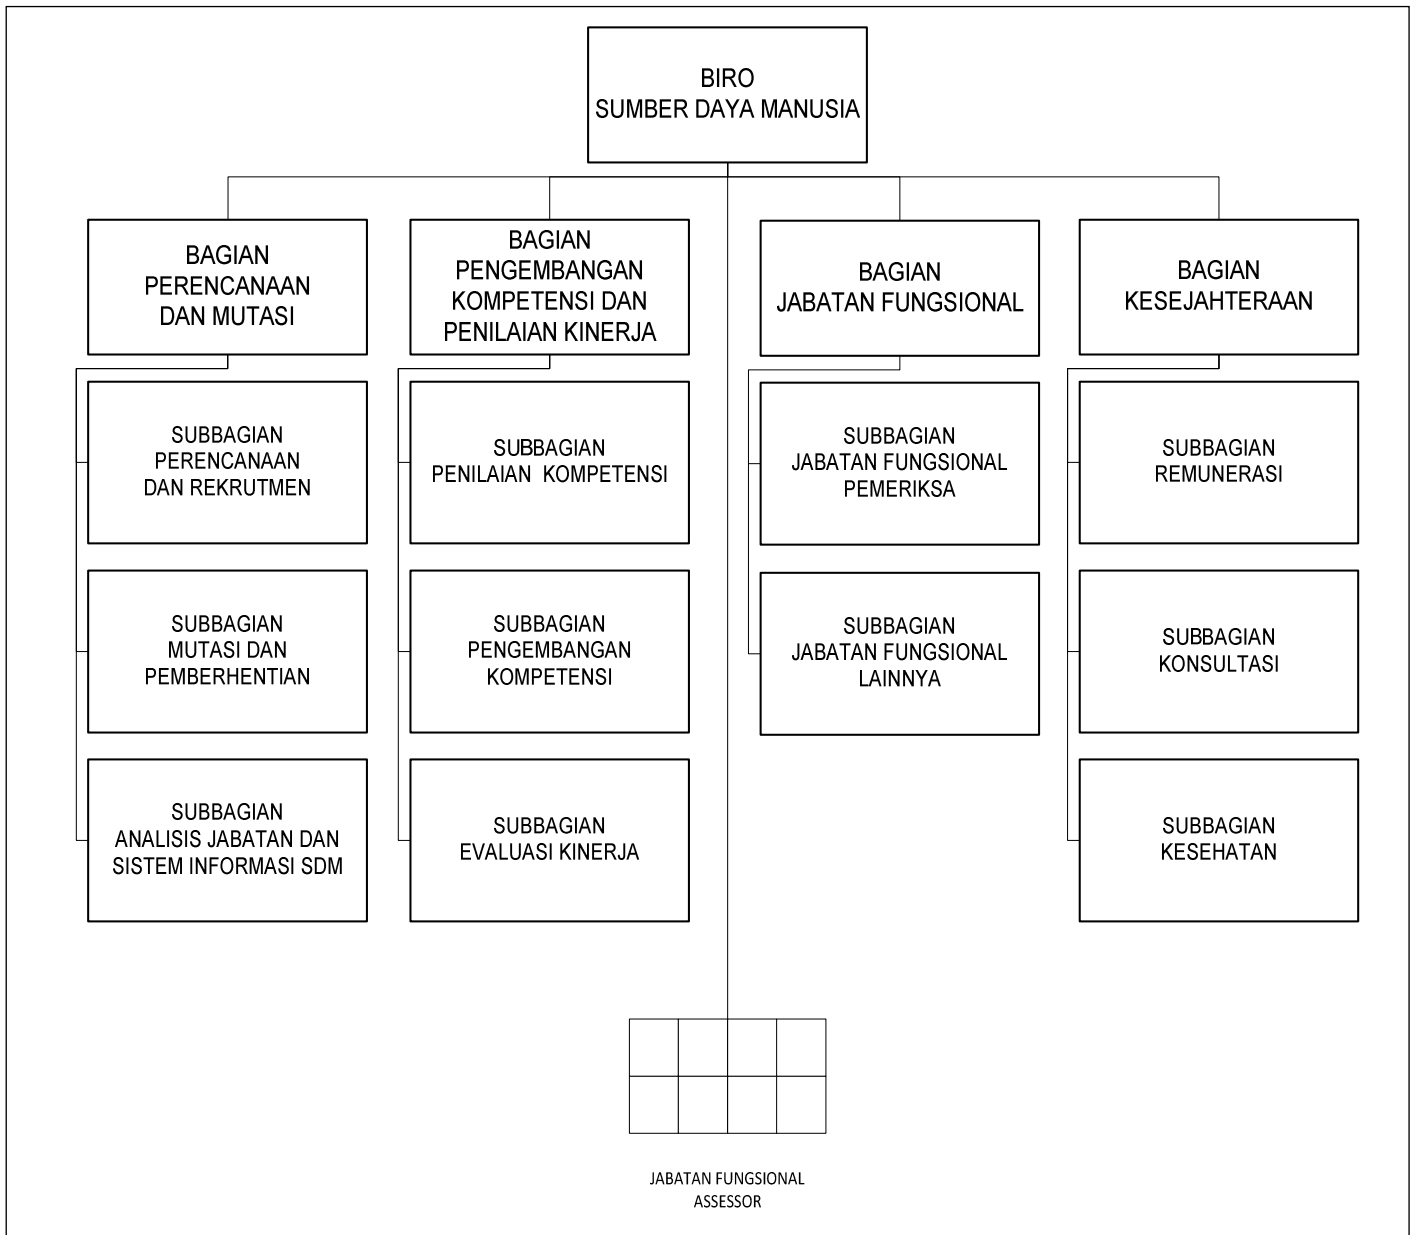 BIRO
SUMBER DAYA MANUSIA
BAGIAN
PERENCANAAN
DAN MUTASI
BAGIAN
PENGEMBANGAN
KOMPETENSI DAN
PENILAIAN KINERJA
BAGIAN
JABATAN FUNGSIONAL
BAGIAN
KESEJAHTERAAN
SUBBAGIAN
PERENCANAAN
DAN REKRUTMEN
SUBBAGIAN
PENILAIAN KOMPETENSI
SUBBAGIAN
JABATAN FUNGSIONAL
PEMERIKSA
SUBBAGIAN
REMUNERASI
SUBBAGIAN
MUTASI DAN
PEMBERHENTIAN
SUBBAGIAN
PENGEMBANGAN
KOMPETENSI
SUBBAGIAN
JABATAN FUNGSIONAL
LAINNYA
SUBBAGIAN
KONSULTASI
SUBBAGIAN
ANALISIS JABATAN DAN
SISTEM INFORMASI SDM
SUBBAGIAN
EVALUASI KINERJA
SUBBAGIAN
KESEHATAN
JABATAN FUNGSIONAL
ASSESSOR